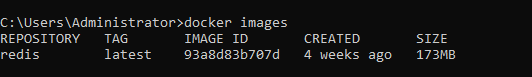 C:\Users\Administrator>docker images
REPOSITORY TAG IMAGE ID CREATED SIZE
redis latest 93a8d83b707d 4 weeks ago 173MB